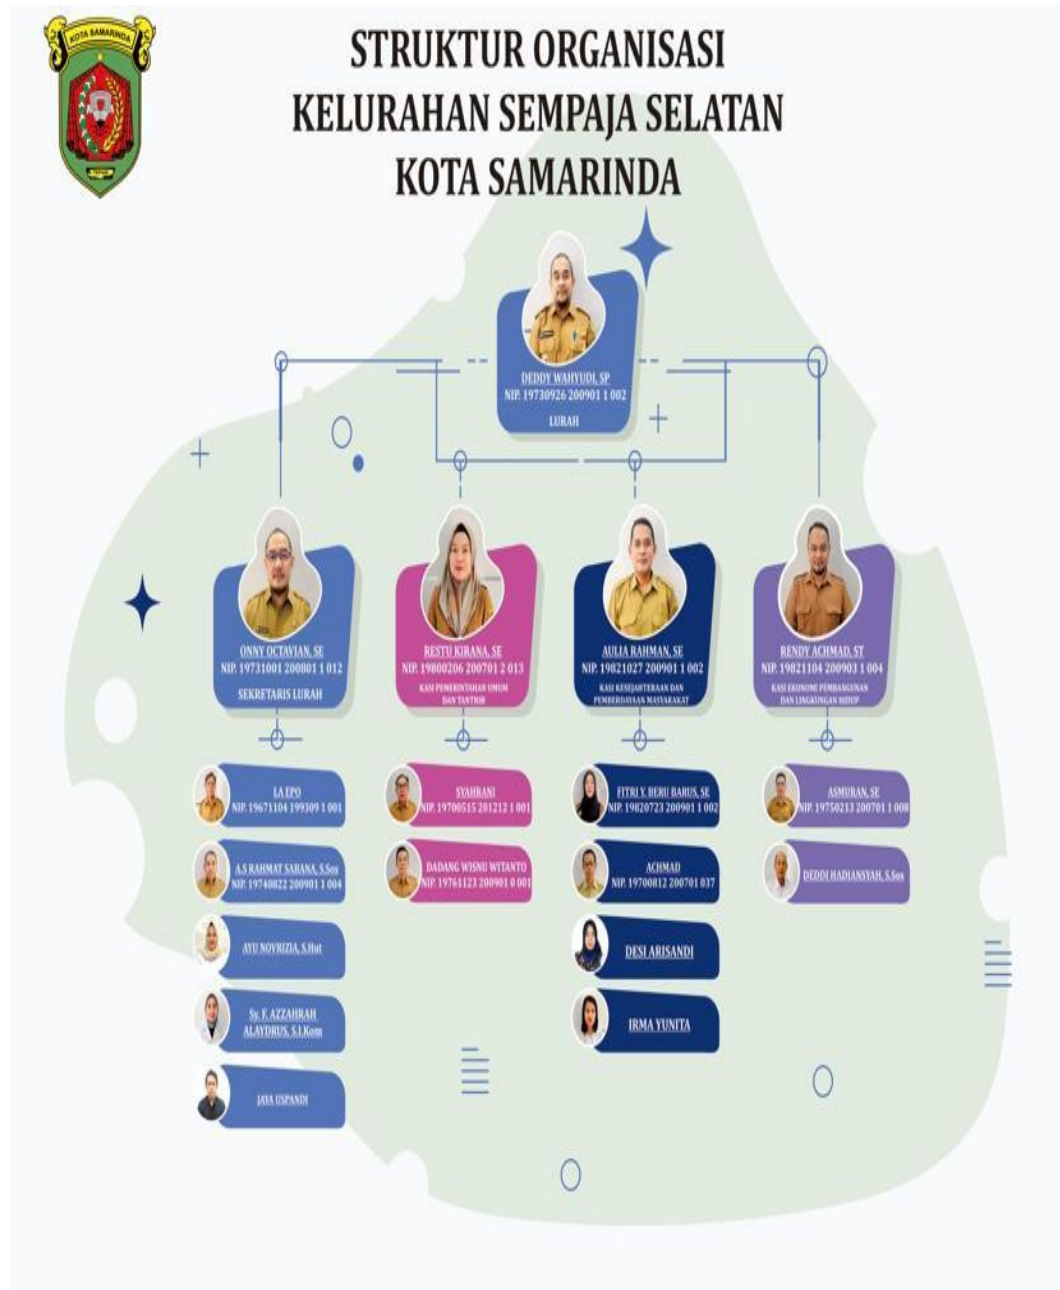 KOTA SAMARINDA
STRUKTUR ORGANISASI
KELURAHAN SEMPAJA SELATAN
KOTA SAMARINDA
DEDDY WAHYUDI, SP
NIP. 19730926 200901 1 002
LURAH
ONNY OCTAVIAN, SE
NIP. 19731001 200801 1 012
SEKRETARIS LURAH
RESTU KIRANA, SE
NIP. 19800206 200701 2 013
KASI PEMERINTAHAN UMUM
DAN TANTRIB
AULIA RAHMAN, SE
NIP. 19821027 200901 1 002
KASI KESEJAHTERAAN DAN
PEMBERDAYAAN MASYARAKAT
RENDY ACHMAD, ST
NIP. 19821104 200903 1 004
KASI EKONOMI PEMBANGUNAN
DAN LINGKUNGAN HIDUP
LA EPO
NIP. 19671104 199309 1 001
A.S RAHMAT SABANA, S.Sos
NIP. 19740822 200901 1 004
AYU NOVRIZIA, S.Hut
Sy. F. AZZAHRAH
ALAYDRUS, S.I.Kom
JAYA USPANDI
SYAHRANI
NIP. 19700515 201212 1 001
DADANG WISNU WITANTO
NIP. 19761123 200901 0 001
FITRI Y. BERU BARUS, SE
NIP. 19820723 200901 1 002
ACHMAD
NIP. 19700812 200701 037
DESI ARISANDI
IRMA YUNITA
ASMURAN, SE
NIP. 19750213 200701 1 008
DEDDI HADIANSYAH, S.Sos